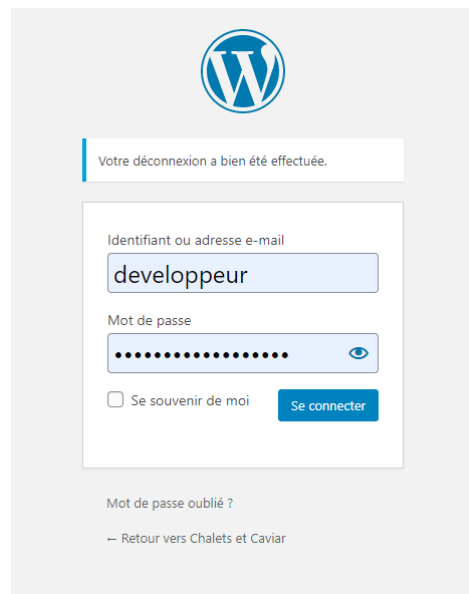 Votre déconnexion a bien été effectuée.
Identifiant ou adresse e-mail
developpeur
Mot de passe
••••••••••••••••••
Se souvenir de moi
Se connecter
Mot de passe oublié ?
← Retour vers Chalets et Caviar